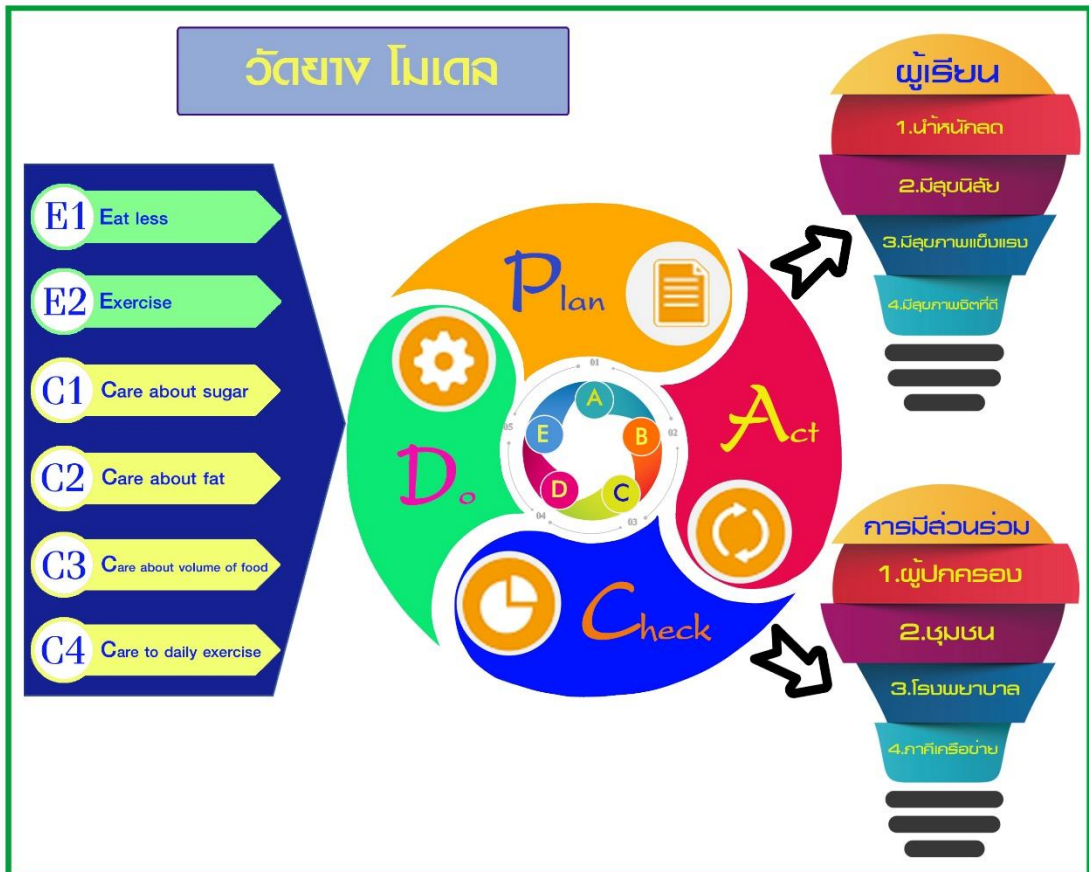 วัดยาง โมเดล
E1 Eat less
E2 Exercise
C1 Care about sugar
C2 Care about fat
C3 Care about volume of food
C4 Care to daily exercise
Plan
Do
Check
Act
01
02
03
04
05
A
B
C
D
E
ผู้เรียน
1.น้ำหนักลด
2.มีสุขนิสัย
3.มีสุขภาพแข็งแรง
4.มีสุขภาพจิตที่ดี
การมีส่วนร่วม
1.ผู้ปกครอง
2.ชุมชน
3.โรงพยาบาล
4.ภาคีเครือข่าย